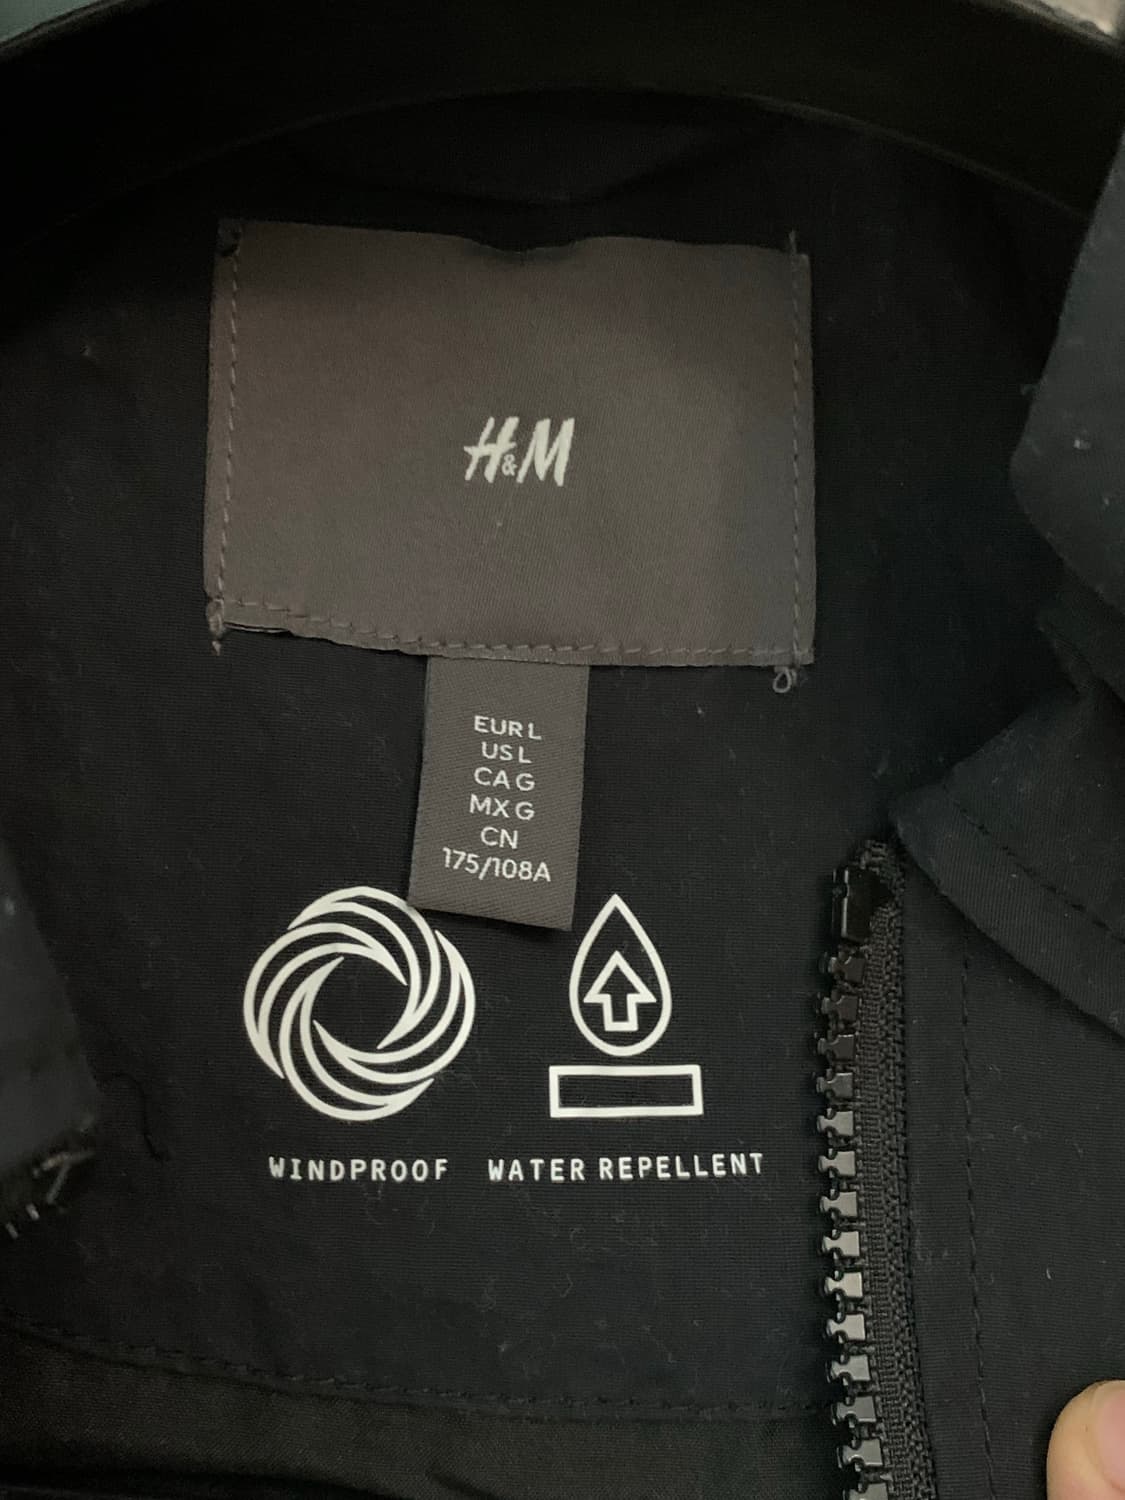 H&M
EUR L
US L
CA G
MX G
CN
175/108A
WINDPROOF WATER REPELLENT